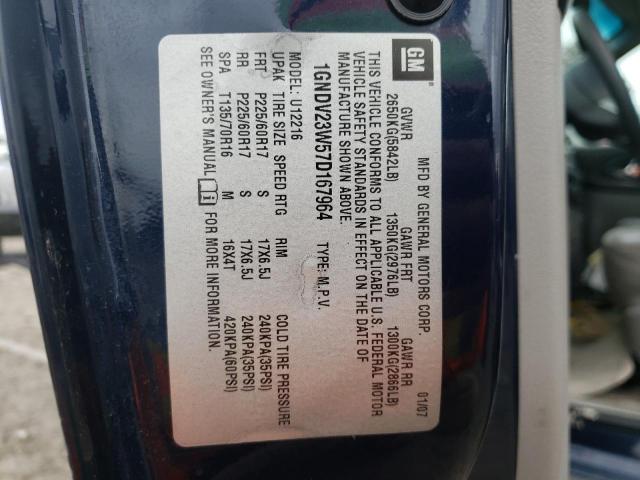 GM
MFD BY GENERAL MOTORS CORP. 01/07
GVWR GAWR FRT GAWR RR
2650KG(5842LB) 1350KG(2976LB) 1300KG(2866LB)
THIS VEHICLE CONFORMS TO ALL APPLICABLE U.S. FEDERAL MOTOR
VEHICLE SAFETY STANDARDS IN EFFECT ON THE DATE OF
MANUFACTURE SHOWN ABOVE.
1GNDV23W57D167964 TYPE: M.P.V.
MODEL: U12216
UPAK TIRE SIZE SPEED RTG RIM COLD TIRE PRESSURE
FRT P225/60R17 S 17X6.5J 240KPA(35PSI)
RR P225/60R17 S 17X6.5J 240KPA(35PSI)
SPA T135/70R16 M 16X4T 420KPA(60PSI)
SEE OWNER'S MANUAL FOR MORE INFORMATION.